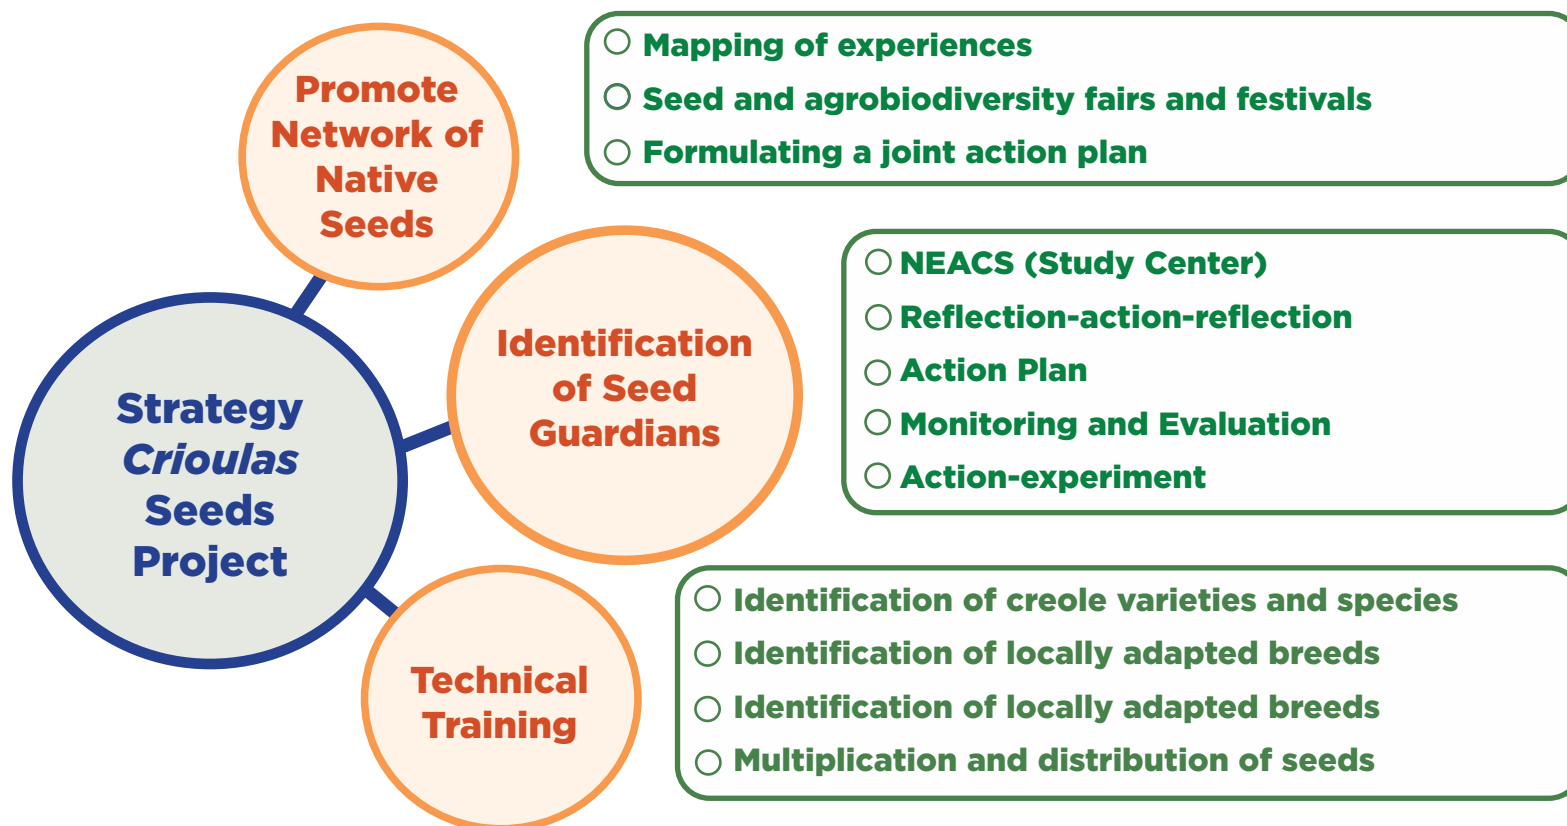 Promote
Network of
Native
Seeds
Mapping of experiences
Seed and agrobiodiversity fairs and festivals
Formulating a joint action plan
Strategy
Crioulas
Seeds
Project
Identification
of Seed
Guardians
NEACS (Study Center)
Reflection-action-reflection
Action Plan
Monitoring and Evaluation
Action-experiment
Technical
Training
Identification of creole varieties and species
Identification of locally adapted breeds
Identification of locally adapted breeds
Multiplication and distribution of seeds